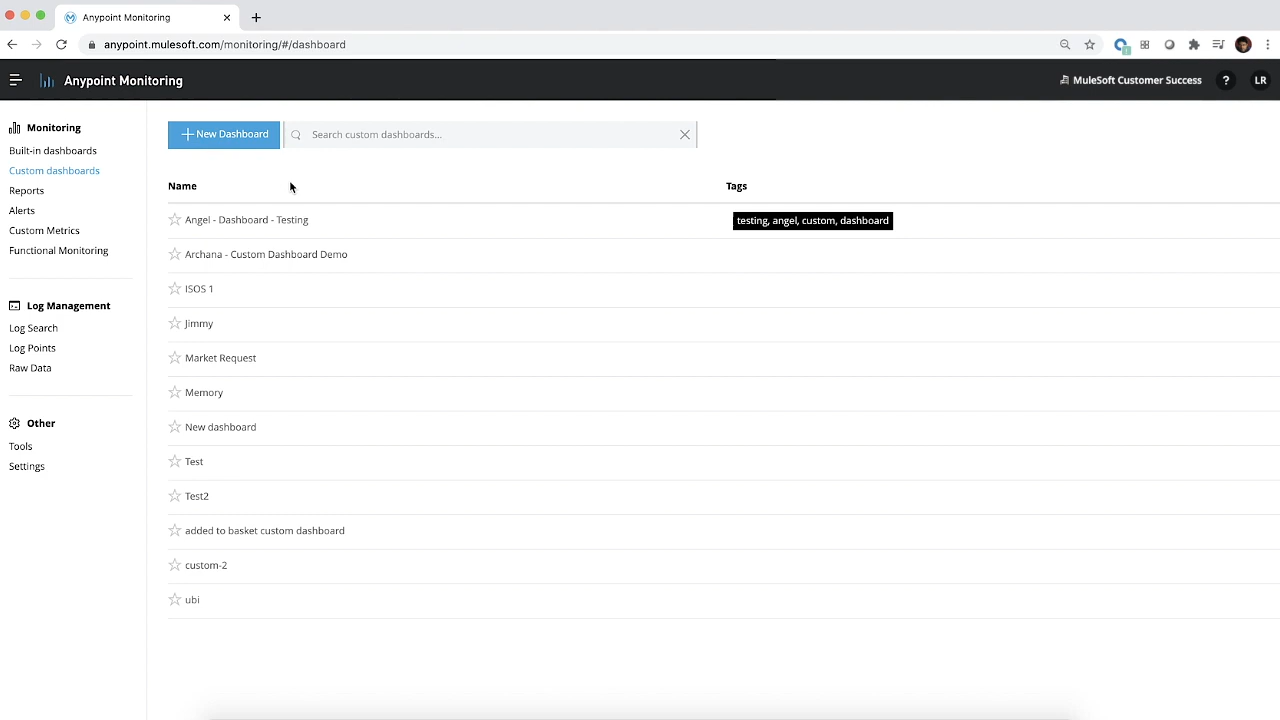 Anypoint Monitoring
anypoint.mulesoft.com/monitoring/#/dashboard
Anypoint Monitoring
MuleSoft Customer Success
?
LR
Monitoring
Built-in dashboards
Custom dashboards
Reports
Alerts
Custom Metrics
Functional Monitoring
Log Management
Log Search
Log Points
Raw Data
Other
Tools
Settings
New Dashboard
Search custom dashboards...
Name Tags
Angel - Dashboard - Testing testing, angel, custom, dashboard
Archana - Custom Dashboard Demo
ISOS 1
Jimmy
Market Request
Memory
New dashboard
Test
Test2
added to basket custom dashboard
custom-2
ubi